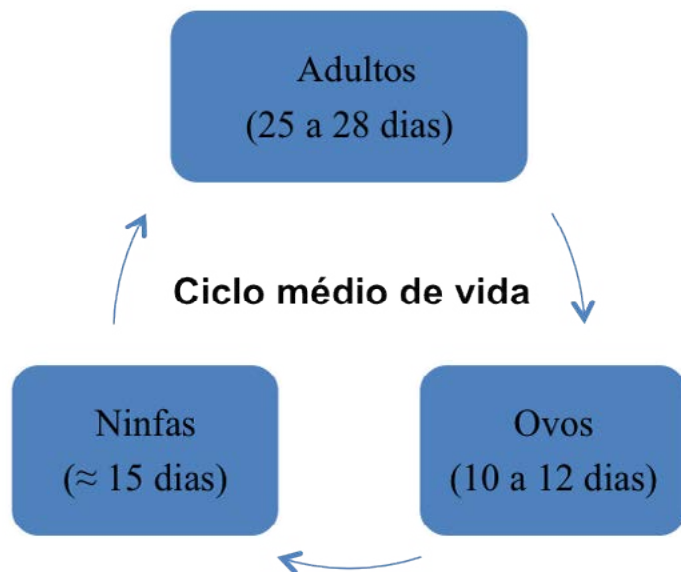 Adultos
(25 a 28 dias)
Ciclo médio de vida
Ninfas
(≈ 15 dias)
Ovos
(10 a 12 dias)